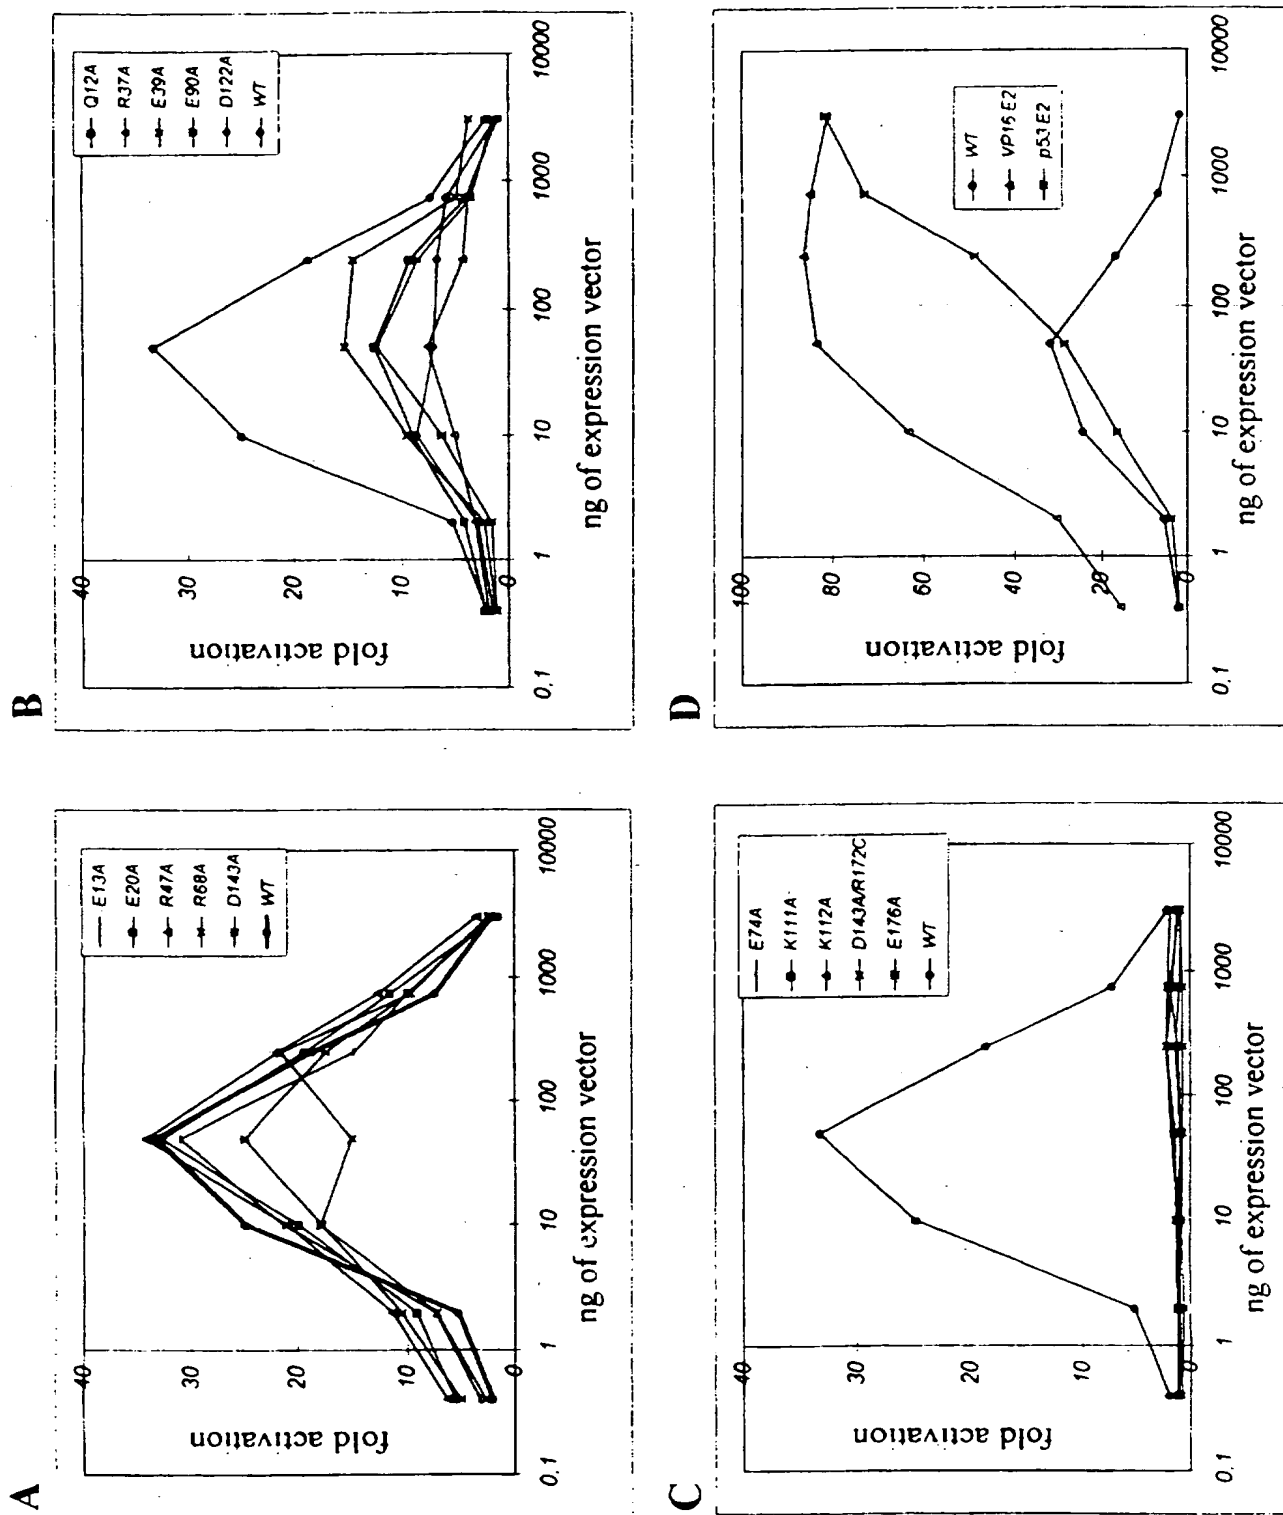 A
fold activation
40
30
20
10
0
0,1
1
10
100
1000
10000
ng of expression vector
E13A
E20A
R47A
R68A
D143A
WT
B
fold activation
40
30
20
10
0
0,1
1
10
100
1000
10000
ng of expression vector
Q12A
R37A
E39A
E90A
D122A
WT
C
fold activation
40
30
20
10
0
0,1
1
10
100
1000
10000
ng of expression vector
E74A
K111A
K112A
D143A/R172C
E176A
WT
D
fold activation
100
80
60
40
20
0
0,1
1
10
100
1000
10000
ng of expression vector
WT
VP16 E2
p53 E2